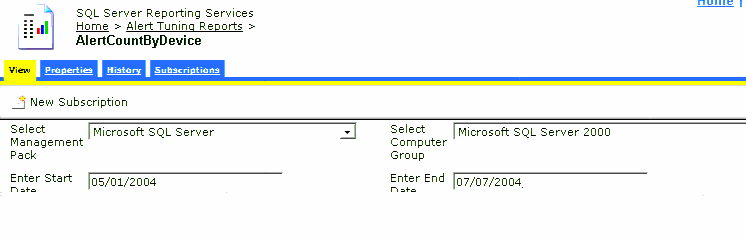 Home |
SQL Server Reporting Services
Home > Alert Tuning Reports >
AlertCountByDevice
View Properties History Subscriptions
New Subscription
Select Management Pack
Microsoft SQL Server
Select Computer Group
Microsoft SQL Server 2000
Enter Start Date
05/01/2004
Enter End Date
07/07/2004